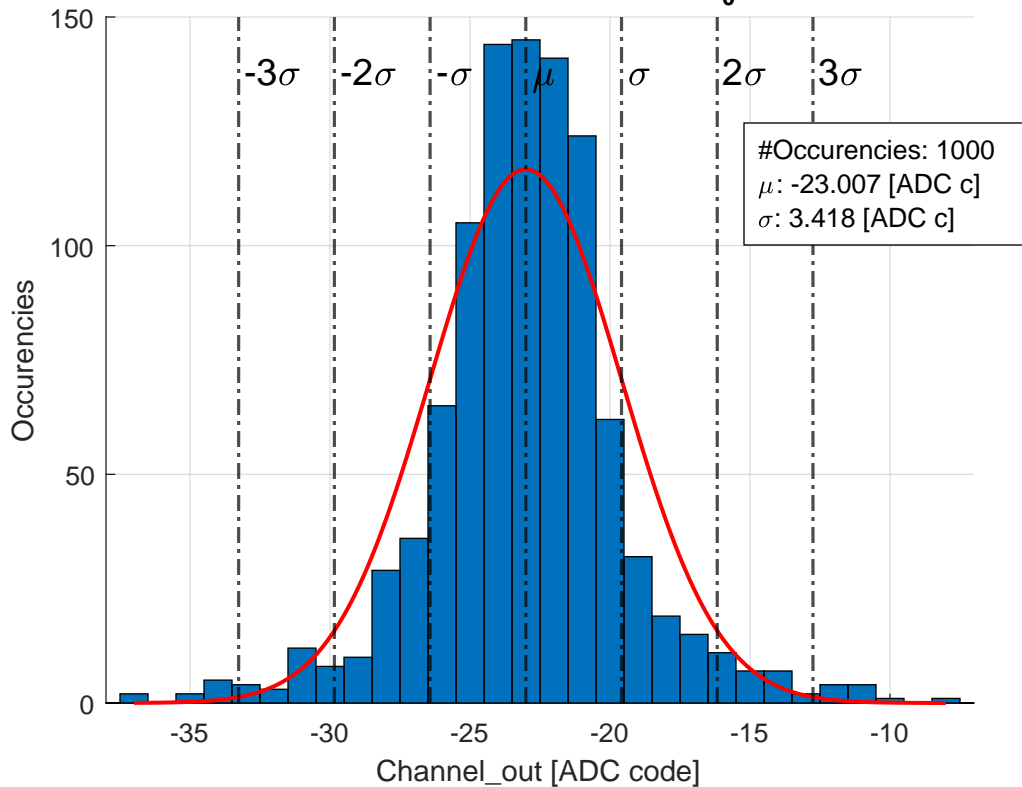 150
100
50
0
-3σ
-2σ
-σ
μ
σ
2σ
3σ
#Occurencies: 1000
μ: -23.007 [ADC c]
σ: 3.418 [ADC c]
Occurencies
-35
-30
-25
-20
-15
-10
Channel_out [ADC code]